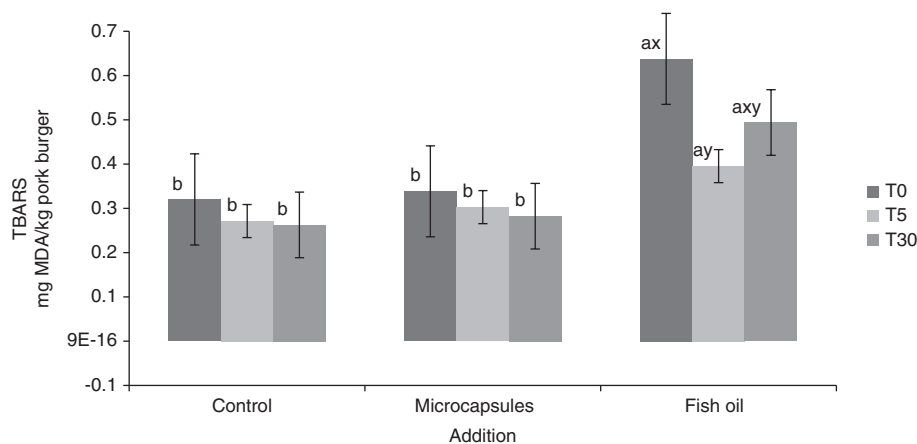 0.7
0.6
0.5
0.4
0.3
0.2
0.1
9E-16
-0.1
TBARS
mg MDA/kg pork burger
b
b
b
b
b
b
ax
ay
axy
T0
T5
T30
Control
Microcapsules
Fish oil
Addition